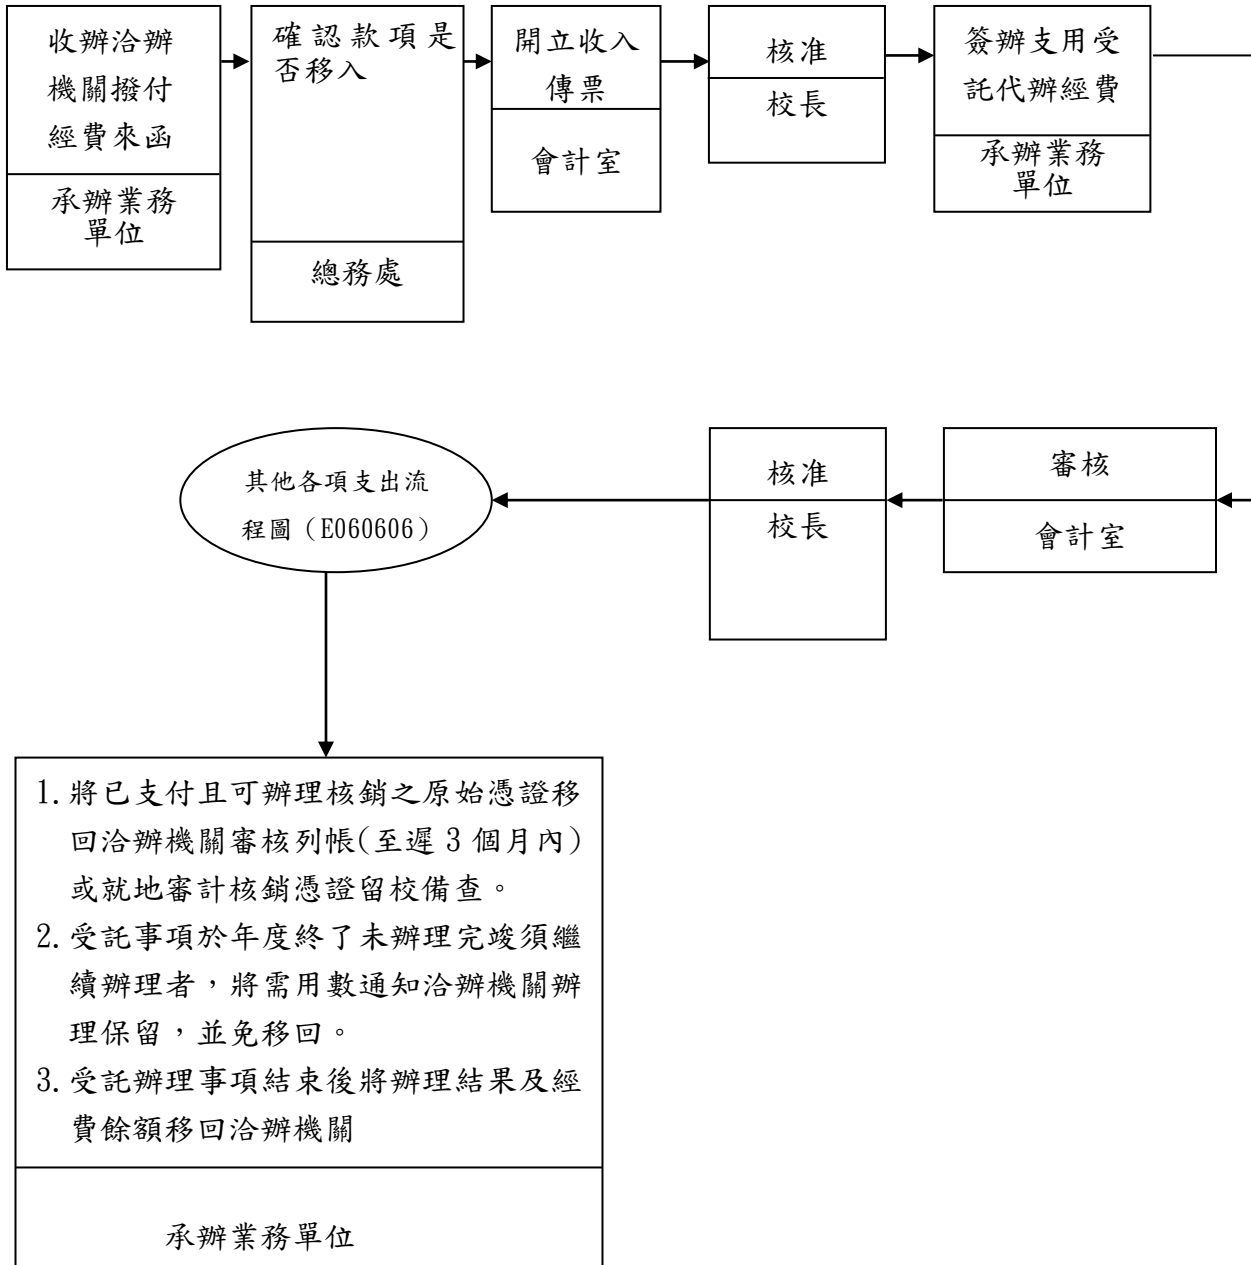 收辦洽辦
機關撥付
經費來函
承辦業務
單位
確認款項是
否移入
總務處
開立收入
傳票
會計室
核准
校長
簽辦支用受
託代辦經費
承辦業務
單位
審核
會計室
核准
校長
其他各項支出流
程圖（E060606）
1. 將已支付且可辦理核銷之原始憑證移
回洽辦機關審核列帳(至遲 3 個月內)
或就地審計核銷憑證留校備查。
2. 受託事項於年度終了未辦理完竣須繼
續辦理者，將需用數通知洽辦機關辦
理保留，並免移回。
3. 受託辦理事項結束後將辦理結果及經
費餘額移回洽辦機關
承辦業務單位